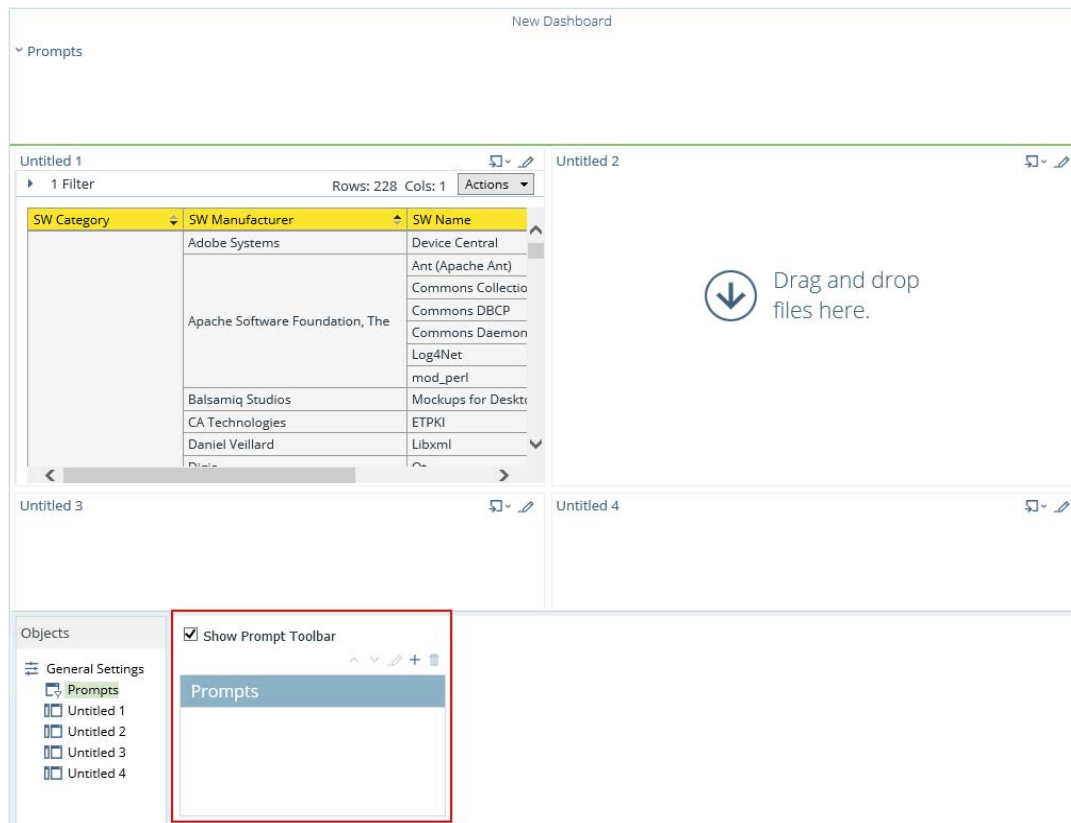 New Dashboard
Prompts
Untitled 1
Untitled 2
1 Filter
Rows: 228 Cols: 1 Actions
SW Category SW Manufacturer SW Name
Adobe Systems Device Central
Ant (Apache Ant)
Commons Collectio
Commons DBCP
Apache Software Foundation, The
Commons Daemon
Log4Net
mod_perl
Balsamiq Studios Mockups for Deskto
CA Technologies ETPKI
Daniel Veillard Libxml
Drag and drop
files here.
Untitled 3
Untitled 4
Objects
General Settings
Prompts
Untitled 1
Untitled 2
Untitled 3
Untitled 4
Show Prompt Toolbar
Prompts